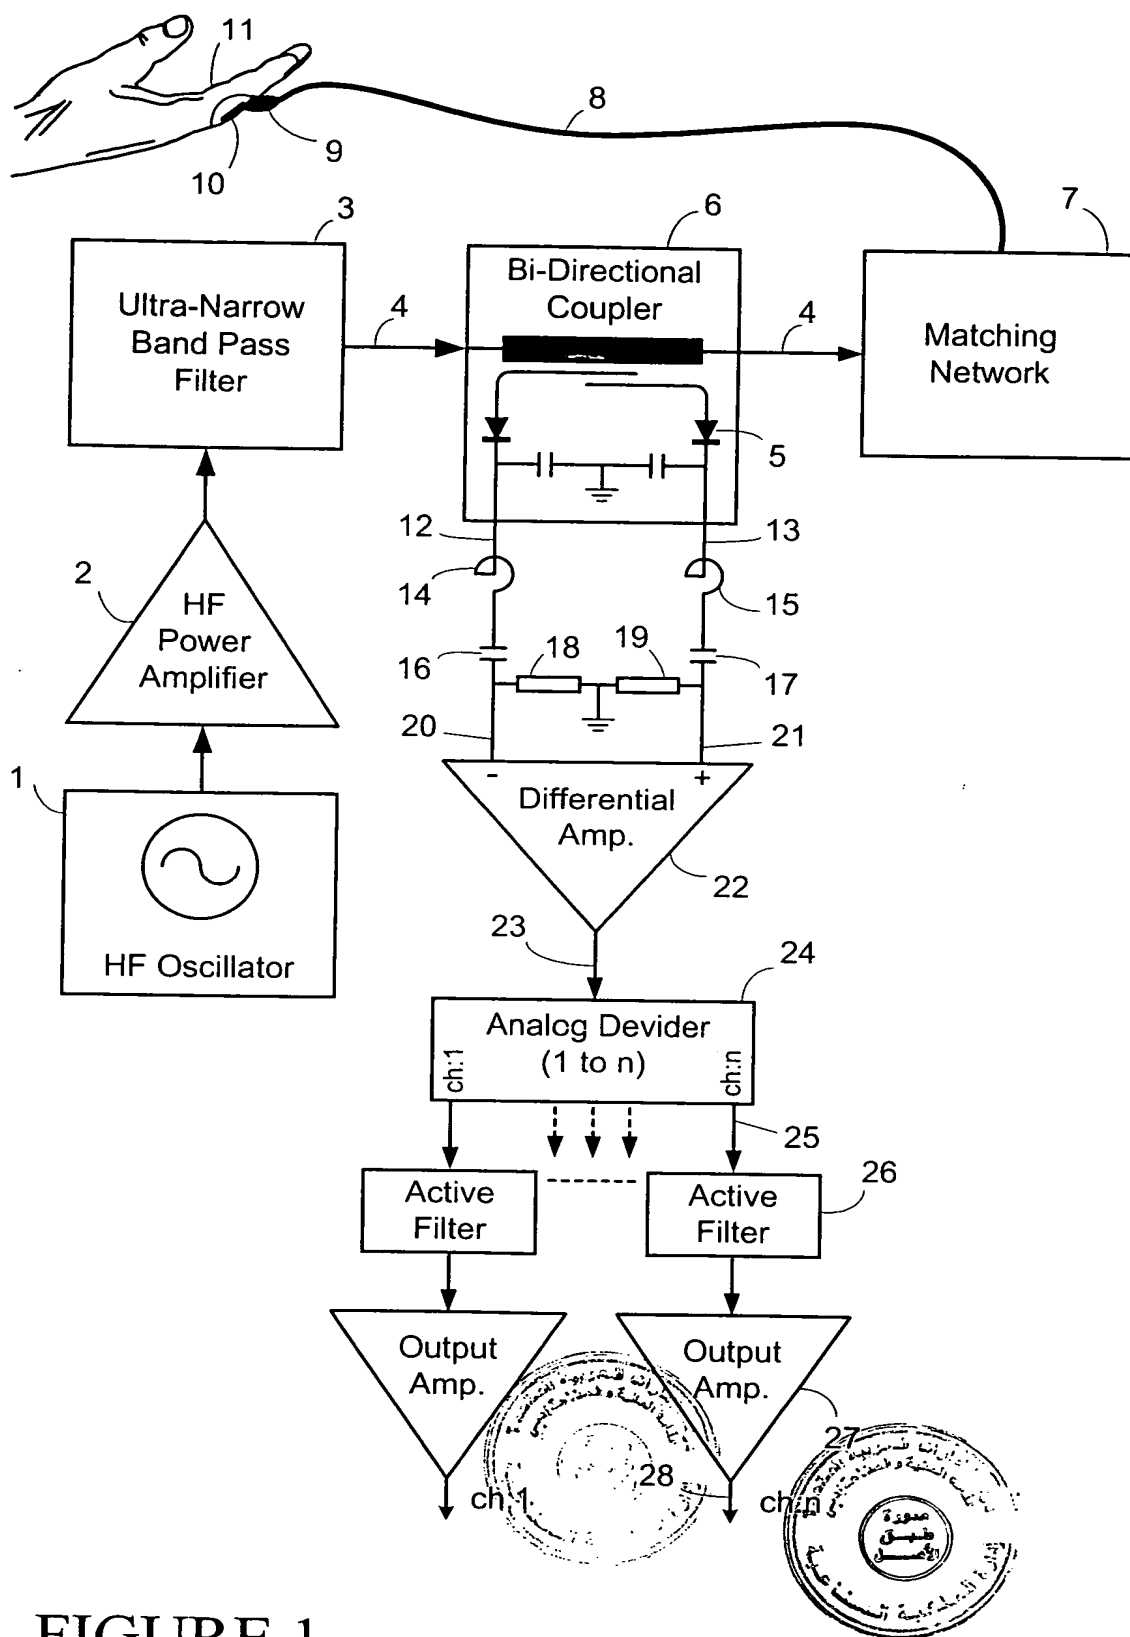 11
8
9
10
3
6
7
Ultra-Narrow
Band Pass
Filter
4
Bi-Directional
Coupler
4
Matching
Network
5
12
13
2
14
15
HF
Power
Amplifier
16
18
19
17
20
21
1
-
+
Differential
Amp.
22
HF Oscillator
23
24
Analog Devider
(1 to n)
ch:1
ch:n
25
Active
Filter
Active
Filter
26
Output
Amp.
Output
Amp.
27
28
ch:1
ch:n
صورة
طبق
الأصل
FIGURE 1